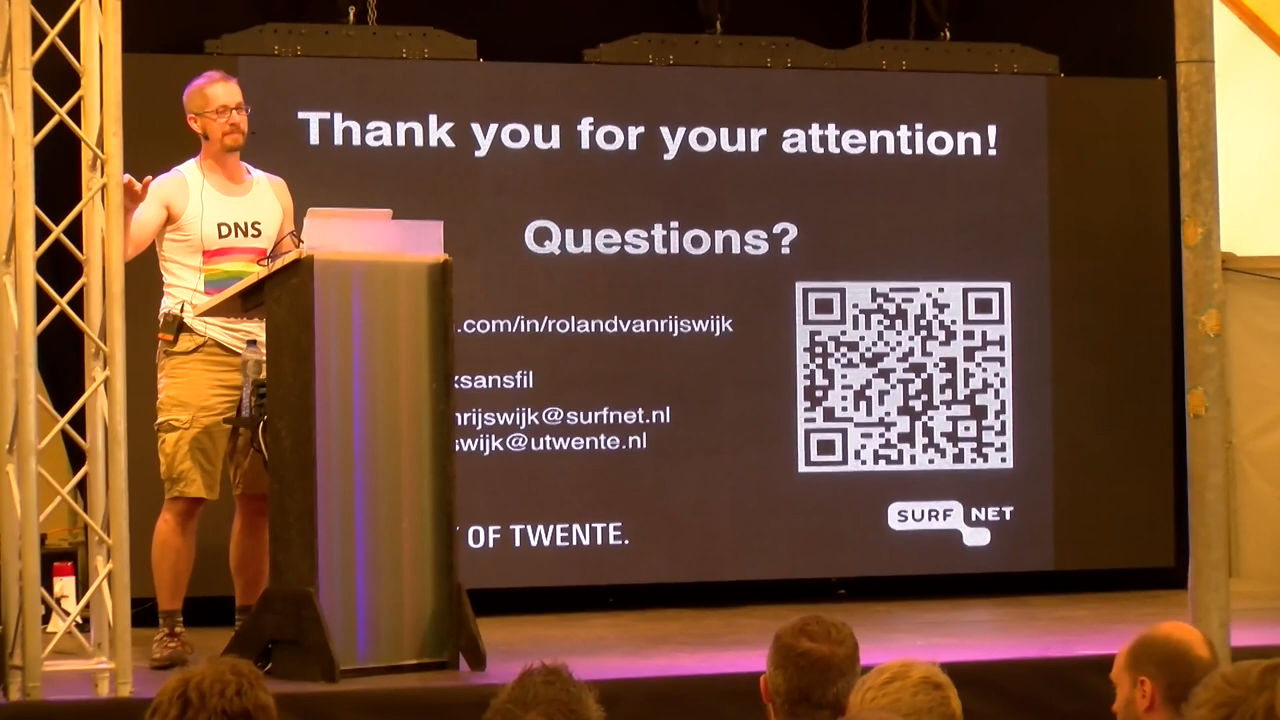 Thank you for your attention!
Questions?
DNS
.com/in/rolandvanrijswijk
ksansfil
nrijswijk@surfnet.nl
swijk@utwente.nl
OF TWENTE.
SURF NET